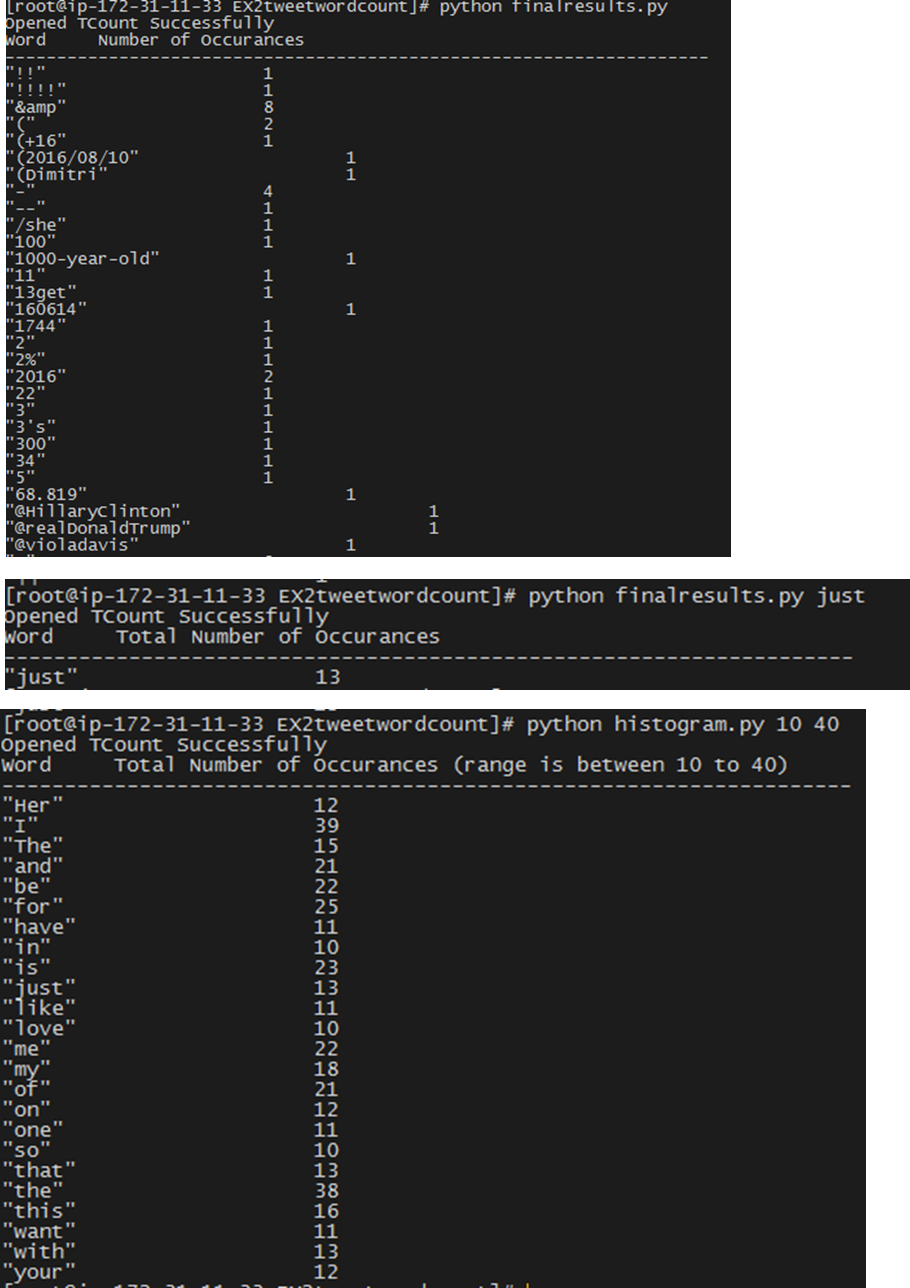 [root@ip-172-31-11-33 EX2tweetwordcount]# python finalresults.py
Opened TCount Successfully
Word Number of Occurances
--------------------------------------------------------------------
"!!" 1
"!!!!" 1
"&amp" 8
"(" 2
"(+16" 1
"(2016/08/10" 1
"(Dimitri" 1
"-" 4
"--" 1
"/she" 1
"100" 1
"1000-year-old" 1
"11" 1
"13get" 1
"160614" 1
"1744" 1
"2" 1
"2%" 1
"2016" 2
"22" 1
"3" 1
"3's" 1
"300" 1
"34" 1
"5" 1
"68.819" 1
"@HillaryClinton" 1
"@realDonaldTrump" 1
"@violadavis" 1
[root@ip-172-31-11-33 EX2tweetwordcount]# python finalresults.py just
Opened TCount Successfully
Word Total Number of Occurances
--------------------------------------------------------------------
"just" 13
[root@ip-172-31-11-33 EX2tweetwordcount]# python histogram.py 10 40
Opened TCount Successfully
Word Total Number of Occurances (range is between 10 to 40)
--------------------------------------------------------------------
"Her" 12
"I" 39
"The" 15
"and" 21
"be" 22
"for" 25
"have" 11
"in" 10
"is" 23
"just" 13
"like" 11
"love" 10
"me" 22
"my" 18
"of" 21
"on" 12
"one" 11
"so" 10
"that" 13
"the" 38
"this" 16
"want" 11
"with" 13
"your" 12